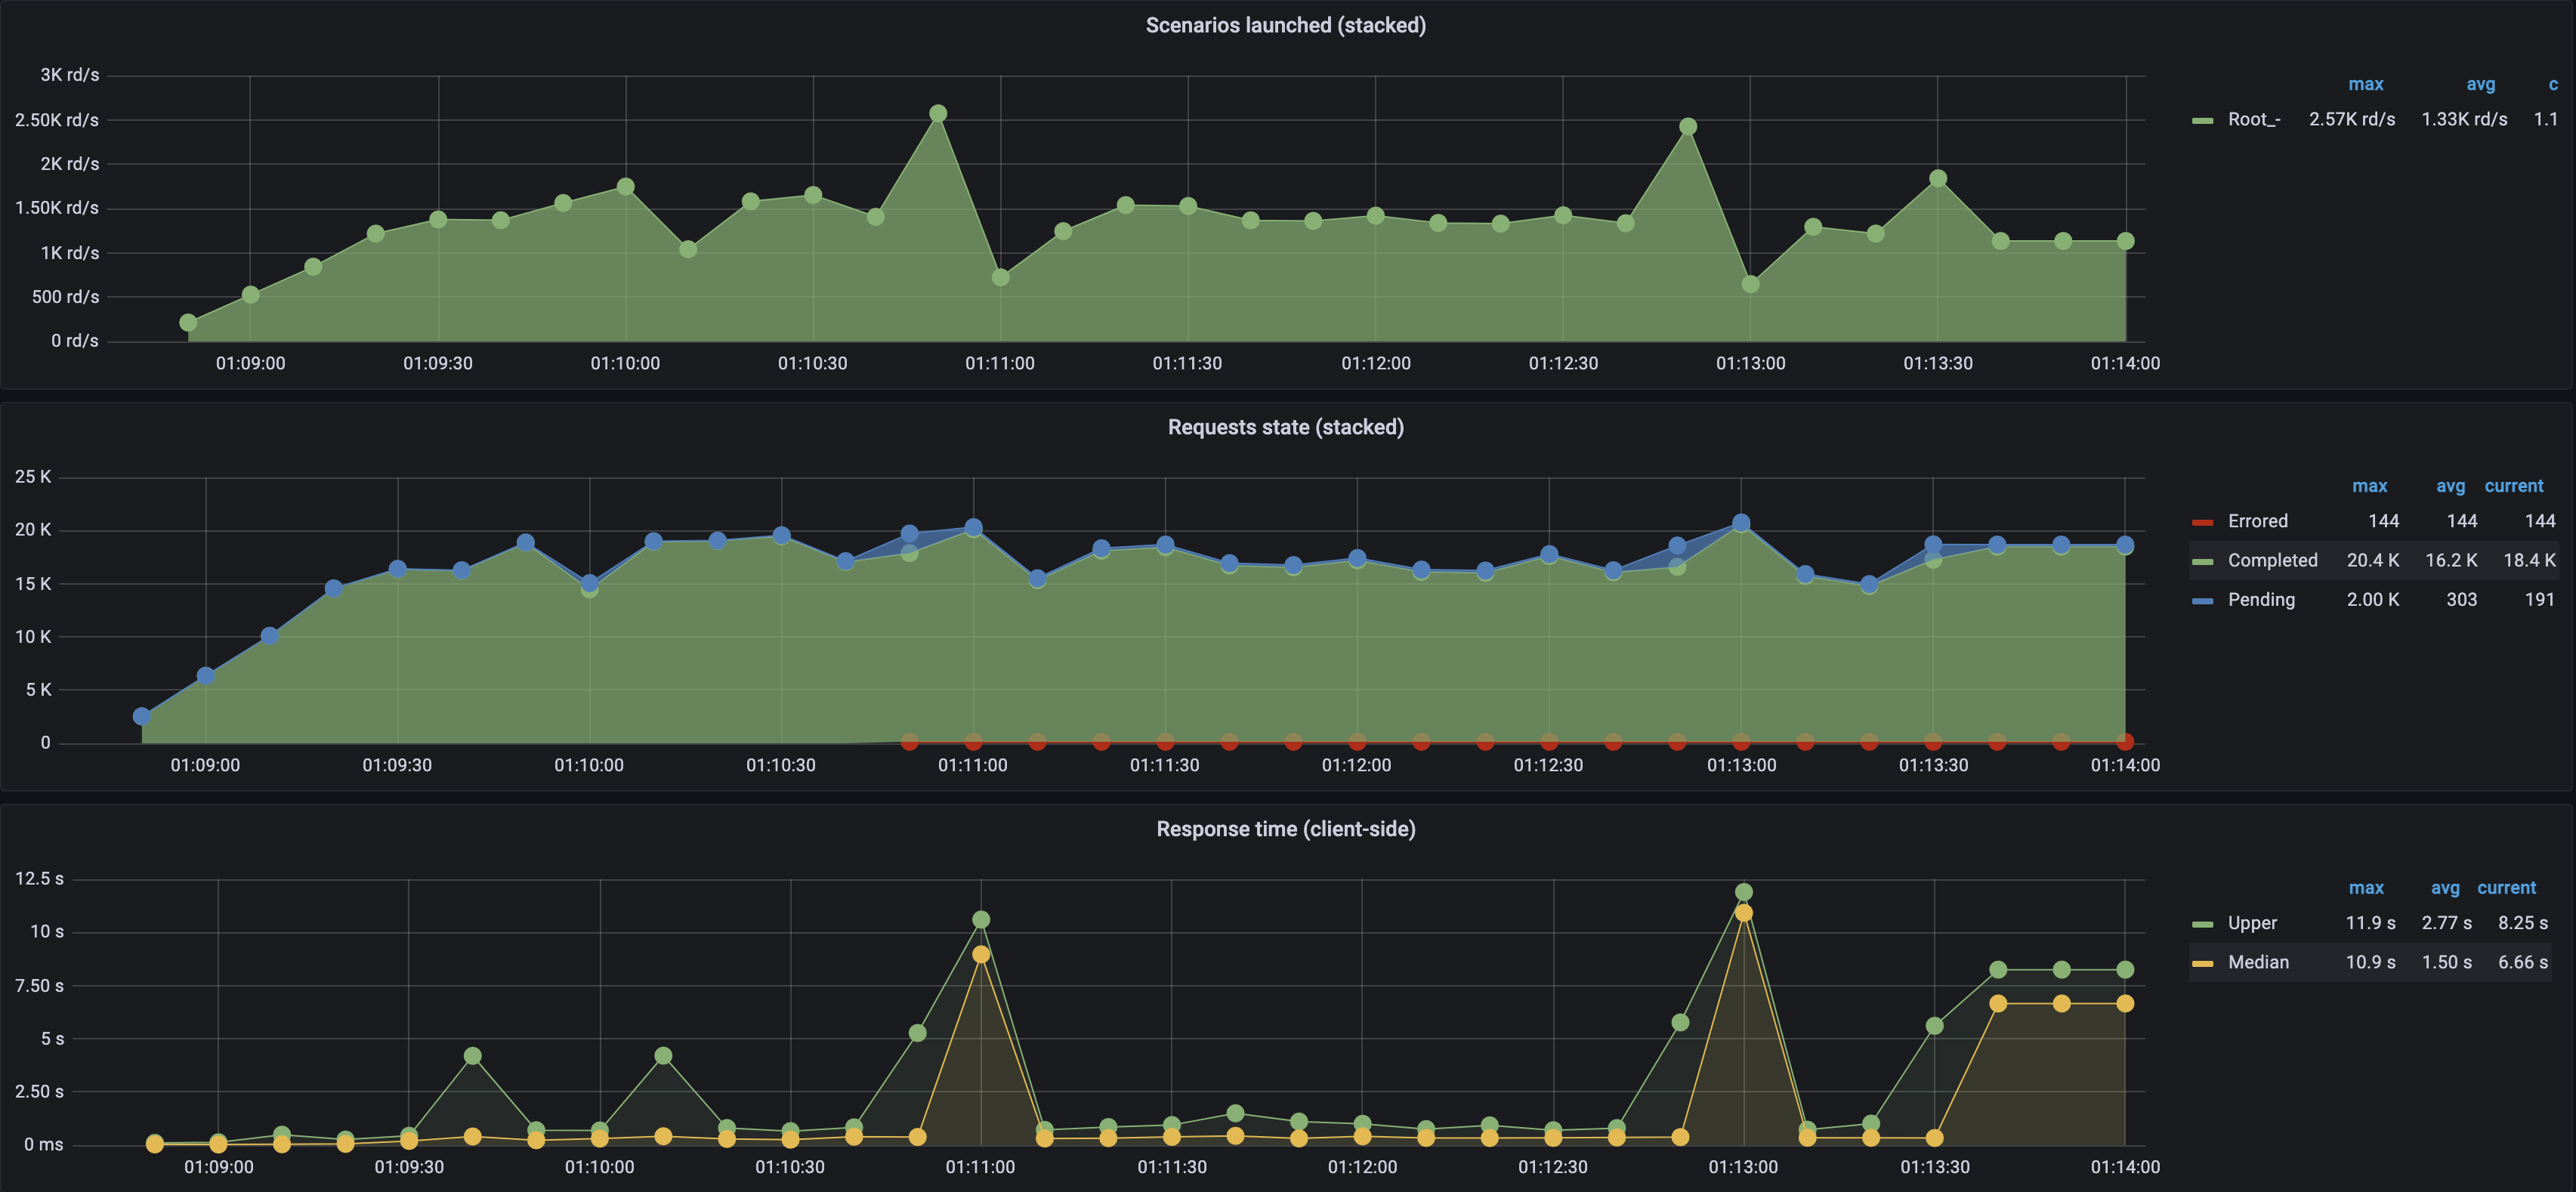 Scenarios launched (stacked)
3K rd/s
2.50K rd/s
2K rd/s
1.50K rd/s
1K rd/s
500 rd/s
0 rd/s
01:09:00 01:09:30 01:10:00 01:10:30 01:11:00 01:11:30 01:12:00 01:12:30 01:13:00 01:13:30 01:14:00
max avg c
Root_- 2.57K rd/s 1.33K rd/s 1.1
Requests state (stacked)
25 K
20 K
15 K
10 K
5 K
0
01:09:00 01:09:30 01:10:00 01:10:30 01:11:00 01:11:30 01:12:00 01:12:30 01:13:00 01:13:30 01:14:00
max avg current
Errored 144 144 144
Completed 20.4 K 16.2 K 18.4 K
Pending 2.00 K 303 191
Response time (client-side)
12.5 s
10 s
7.50 s
5 s
2.50 s
0 ms
01:09:00 01:09:30 01:10:00 01:10:30 01:11:00 01:11:30 01:12:00 01:12:30 01:13:00 01:13:30 01:14:00
max avg current
Upper 11.9 s 2.77 s 8.25 s
Median 10.9 s 1.50 s 6.66 s